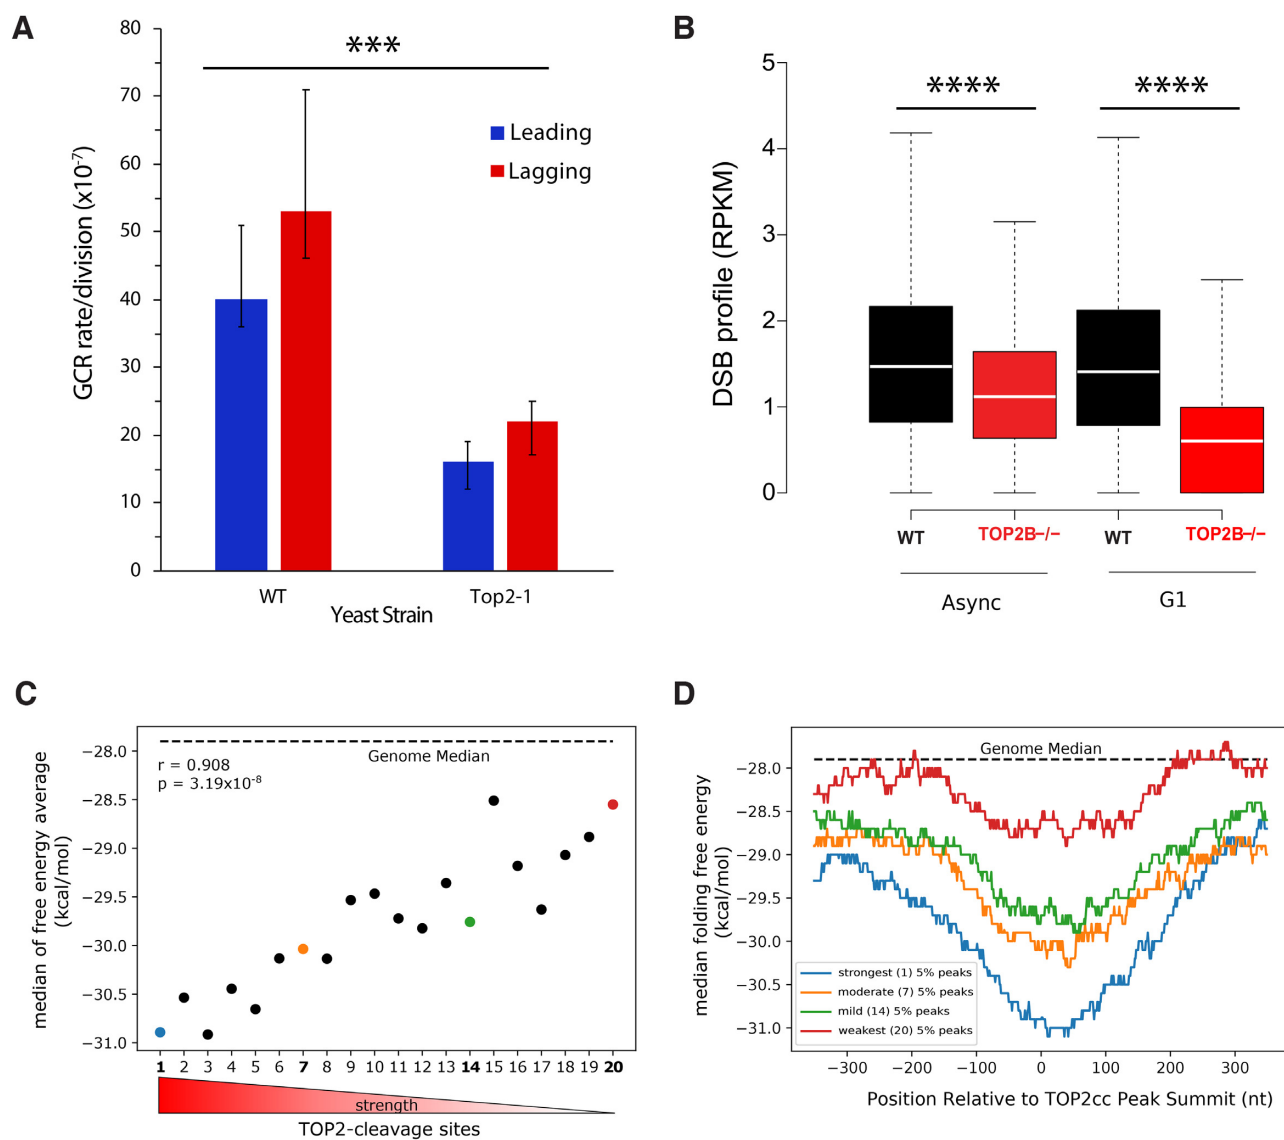 A
80
70
60
50
40
30
20
10
0
GCR rate/division (x10-7)
***
Leading
Lagging
WT
Top2-1
Yeast Strain
B
5
4
3
2
1
0
DSB profile (RPKM)
****
****
WT
TOP2B–/–
WT
TOP2B–/–
Async
G1
C
−28.0
−28.5
−29.0
−29.5
−30.0
−30.5
−31.0
median of free energy average
(kcal/mol)
Genome Median
r = 0.908
p = 3.19x10-8
1 2 3 4 5 6 7 8 9 10 11 12 13 14 15 16 17 18 19 20
strength
TOP2-cleavage sites
D
−28.0
−28.5
−29.0
−29.5
−30.0
−30.5
−31.0
median folding free energy
(kcal/mol)
Genome Median
strongest (1) 5% peaks
moderate (7) 5% peaks
mild (14) 5% peaks
weakest (20) 5% peaks
−300 −200 −100 0 100 200 300
Position Relative to TOP2cc Peak Summit (nt)